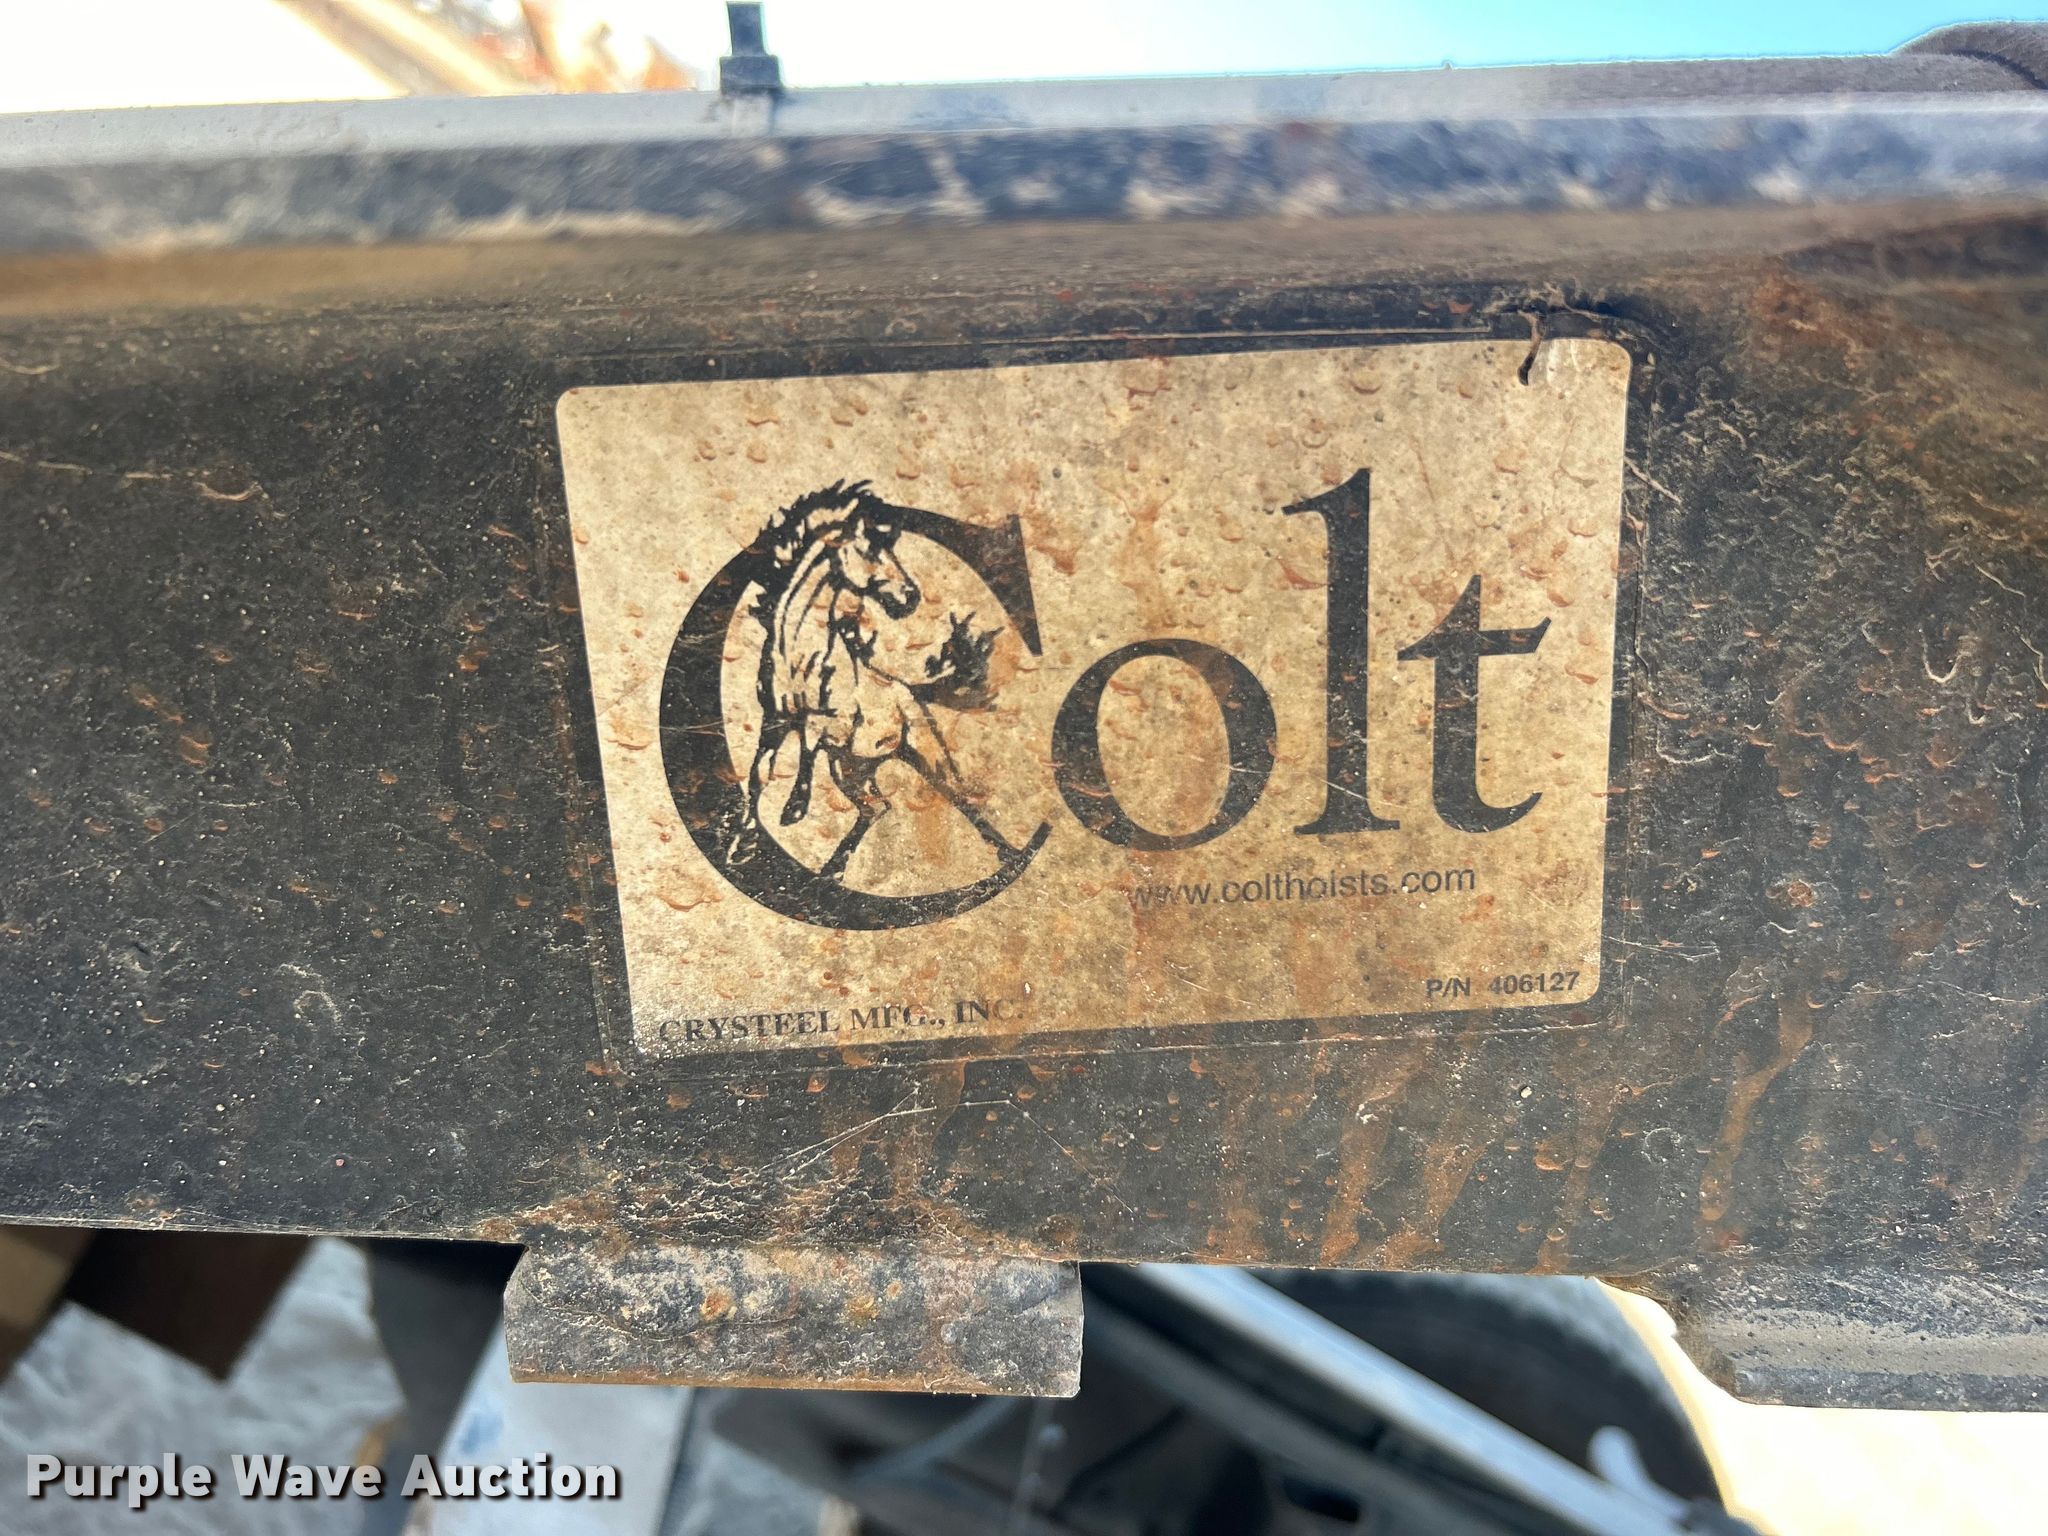 Colt
www.colthoists.com
P/N 406127
CRYSTEEL MFG., INC.
Purple Wave Auction